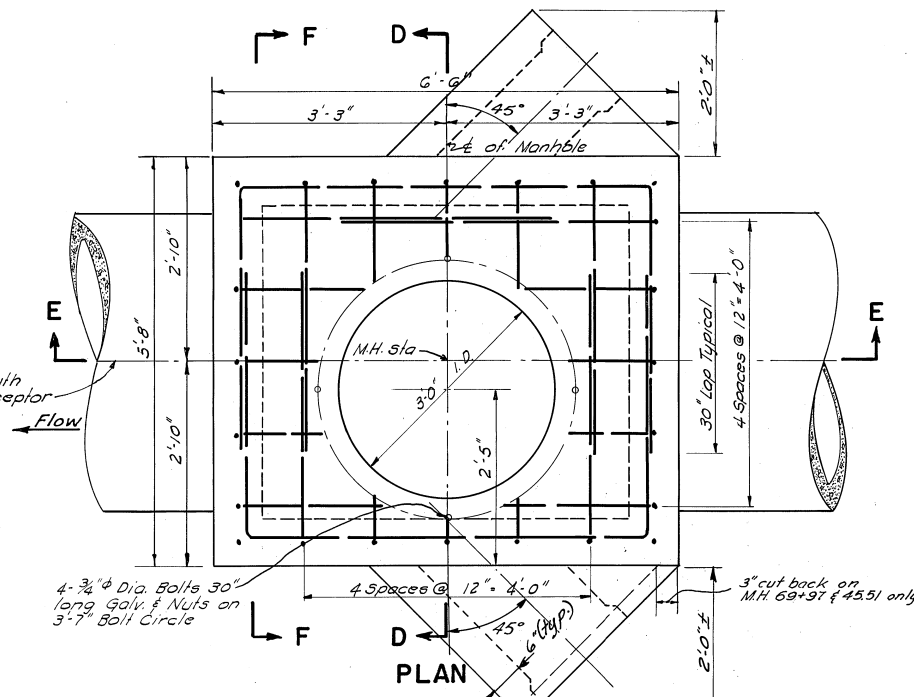 F
D
6'-6"
45°
3'-3"
3'-3"
2'-0"±
℄ of Manhole
2'-10"
5'-8"
2'-10"
E
E
M.H. Sta
3'-0" I.D.
2'-5"
30" Lap Typical
4 Spaces @ 12" = 4'-0"
Flow
4-3/4"ϕ Dia. Bolts 30"
long Galv. & Nuts on
3'-7" Bolt Circle
4 Spaces @ 12" = 4'-0"
3" cut back on
M.H. 69+97 & 45.51 only
F
D
45°
6" (typ.)
2'-0"±
PLAN